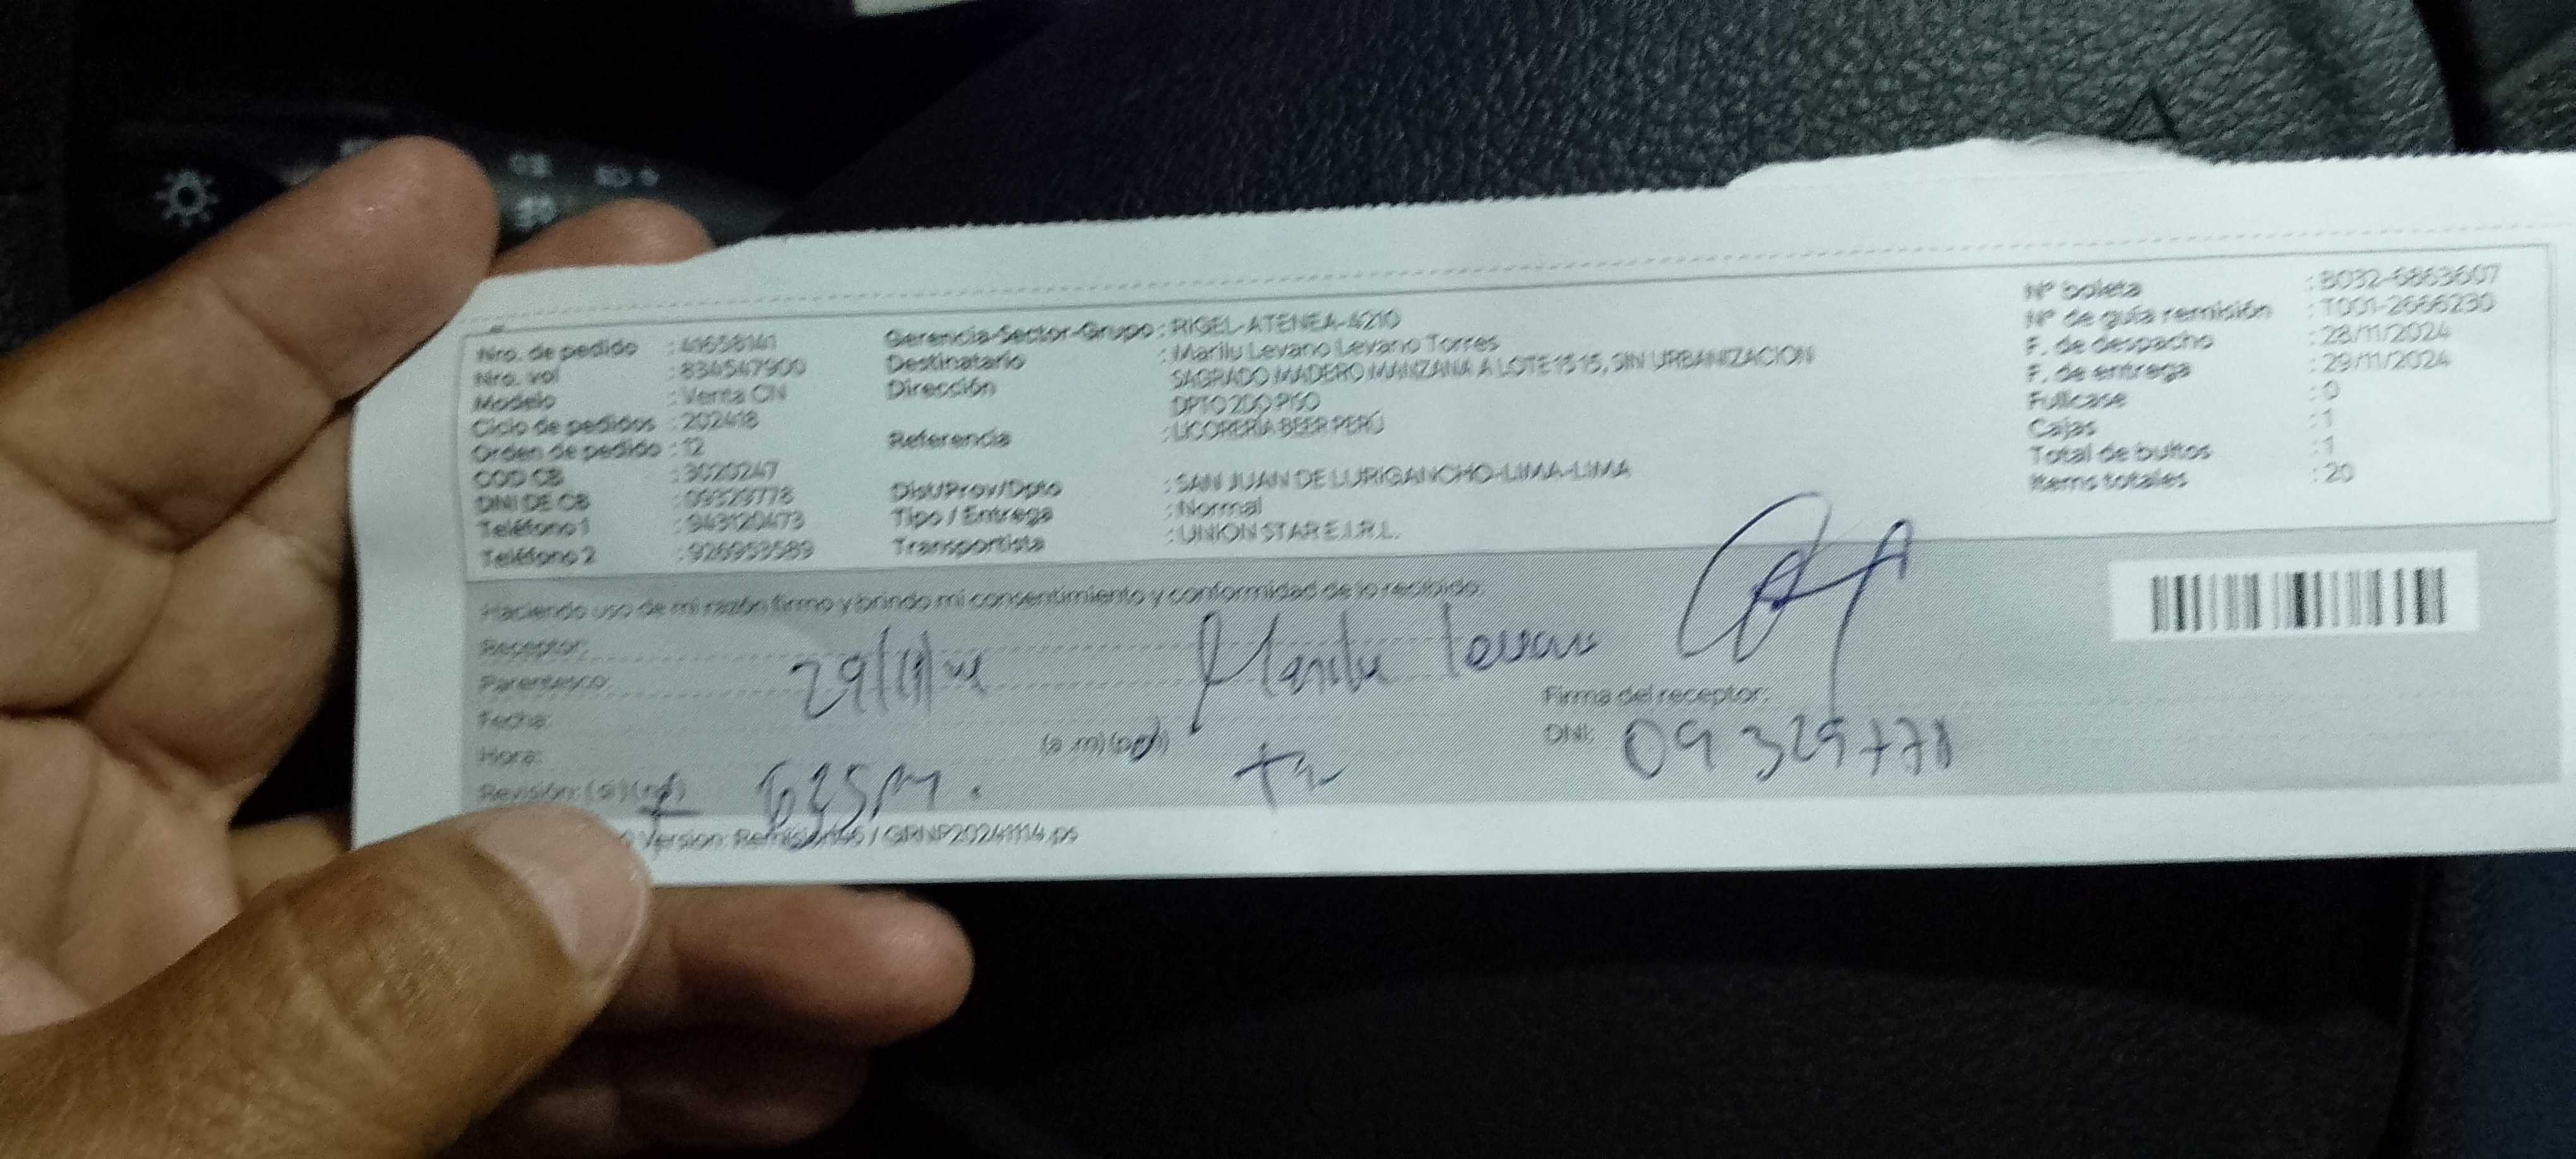 Nro. de pedido : 41658141
Nro. vol : 834547900
Modelo : Venta CN
Ciclo de pedidos : 202418
Orden de pedido : 12
COD CB : 3020247
DNI DE CB : 09329778
Teléfono 1 : 943120473
Teléfono 2 : 926953589
Gerencia-Sector-Grupo : RIGEL-ATENEA-4210
Destinatario : Marilu Levano Levano Torres
Dirección SAGRADO MADERO MANZANA A LOTE 15 15, SIN URBANIZACION
DPTO 2DO PISO
Referencia : LICORERÍA BEER PERÚ
Dist/Prov/Dpto : SAN JUAN DE LURIGANCHO-LIMA-LIMA
Tipo / Entrega : Normal
Transportista : UNION STAR E.I.R.L.
Nº boleta : B032-6863607
Nº de guía remisión : T001-2666230
F. de despacho : 28/11/2024
F. de entrega : 29/11/2024
Fullcase : 0
Cajas : 1
Total de bultos : 1
Items totales : 20
Haciendo uso de mi razón firmo y brindo mi consentimiento y conformidad de lo recibido:
Receptor:
Parentesco: 29/11/24 Marilu Levano
Fecha: Firma del receptor:
Hora: (a .m) (pm) DNI: 09329778
Revisión: (si) (no)
Version: Remision46 / GRNP20241114.ps